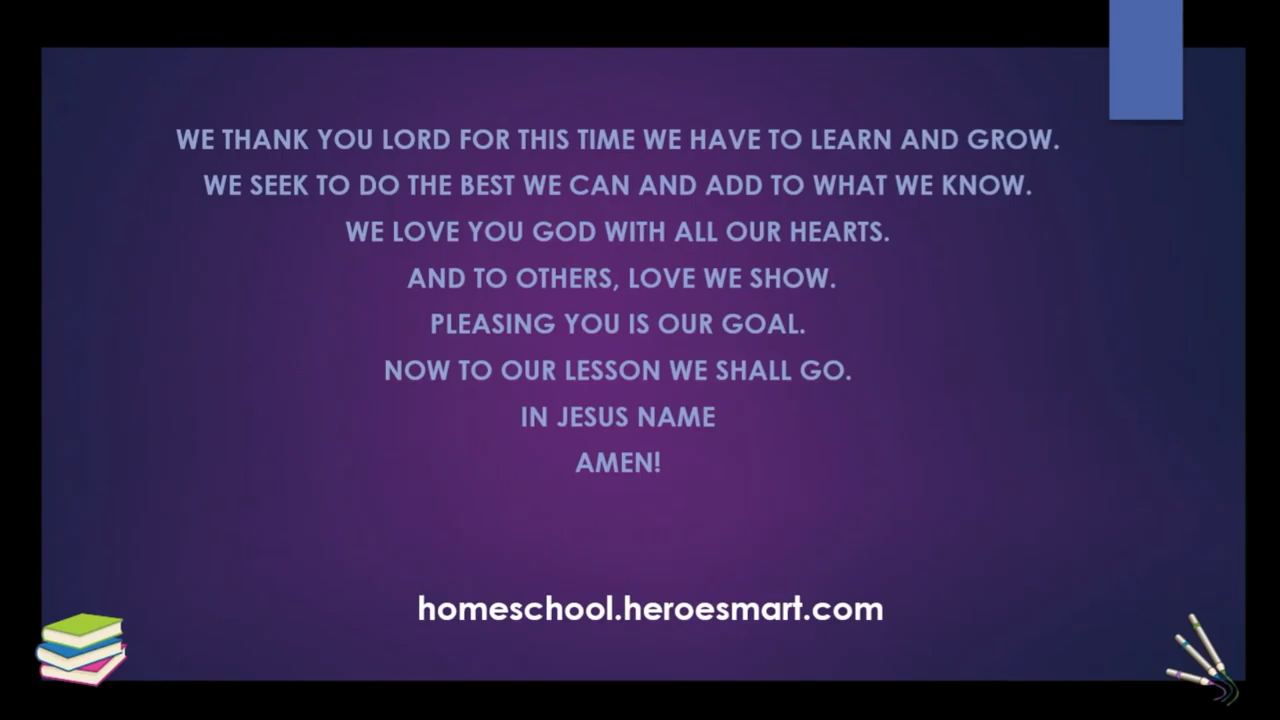 WE THANK YOU LORD FOR THIS TIME WE HAVE TO LEARN AND GROW.
WE SEEK TO DO THE BEST WE CAN AND ADD TO WHAT WE KNOW.
WE LOVE YOU GOD WITH ALL OUR HEARTS.
AND TO OTHERS, LOVE WE SHOW.
PLEASING YOU IS OUR GOAL.
NOW TO OUR LESSON WE SHALL GO.
IN JESUS NAME
AMEN!
homeschool.heroesmart.com